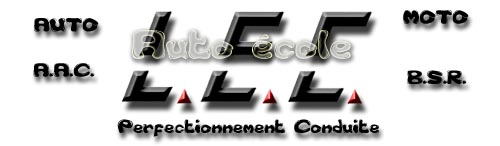 AUTO
MOTO
Auto école
A.A.C.
B.S.R.
L.L.L.
Perfectionnement Conduite